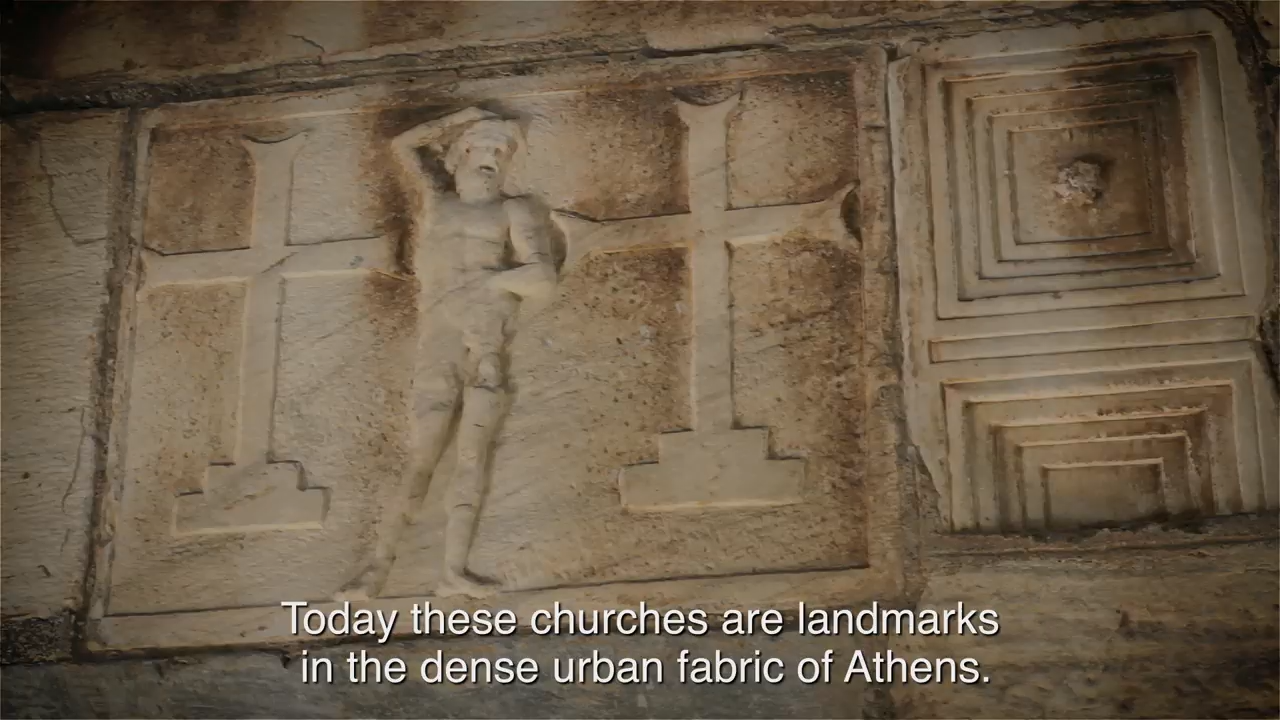 Today these churches are landmarks
in the dense urban fabric of Athens.